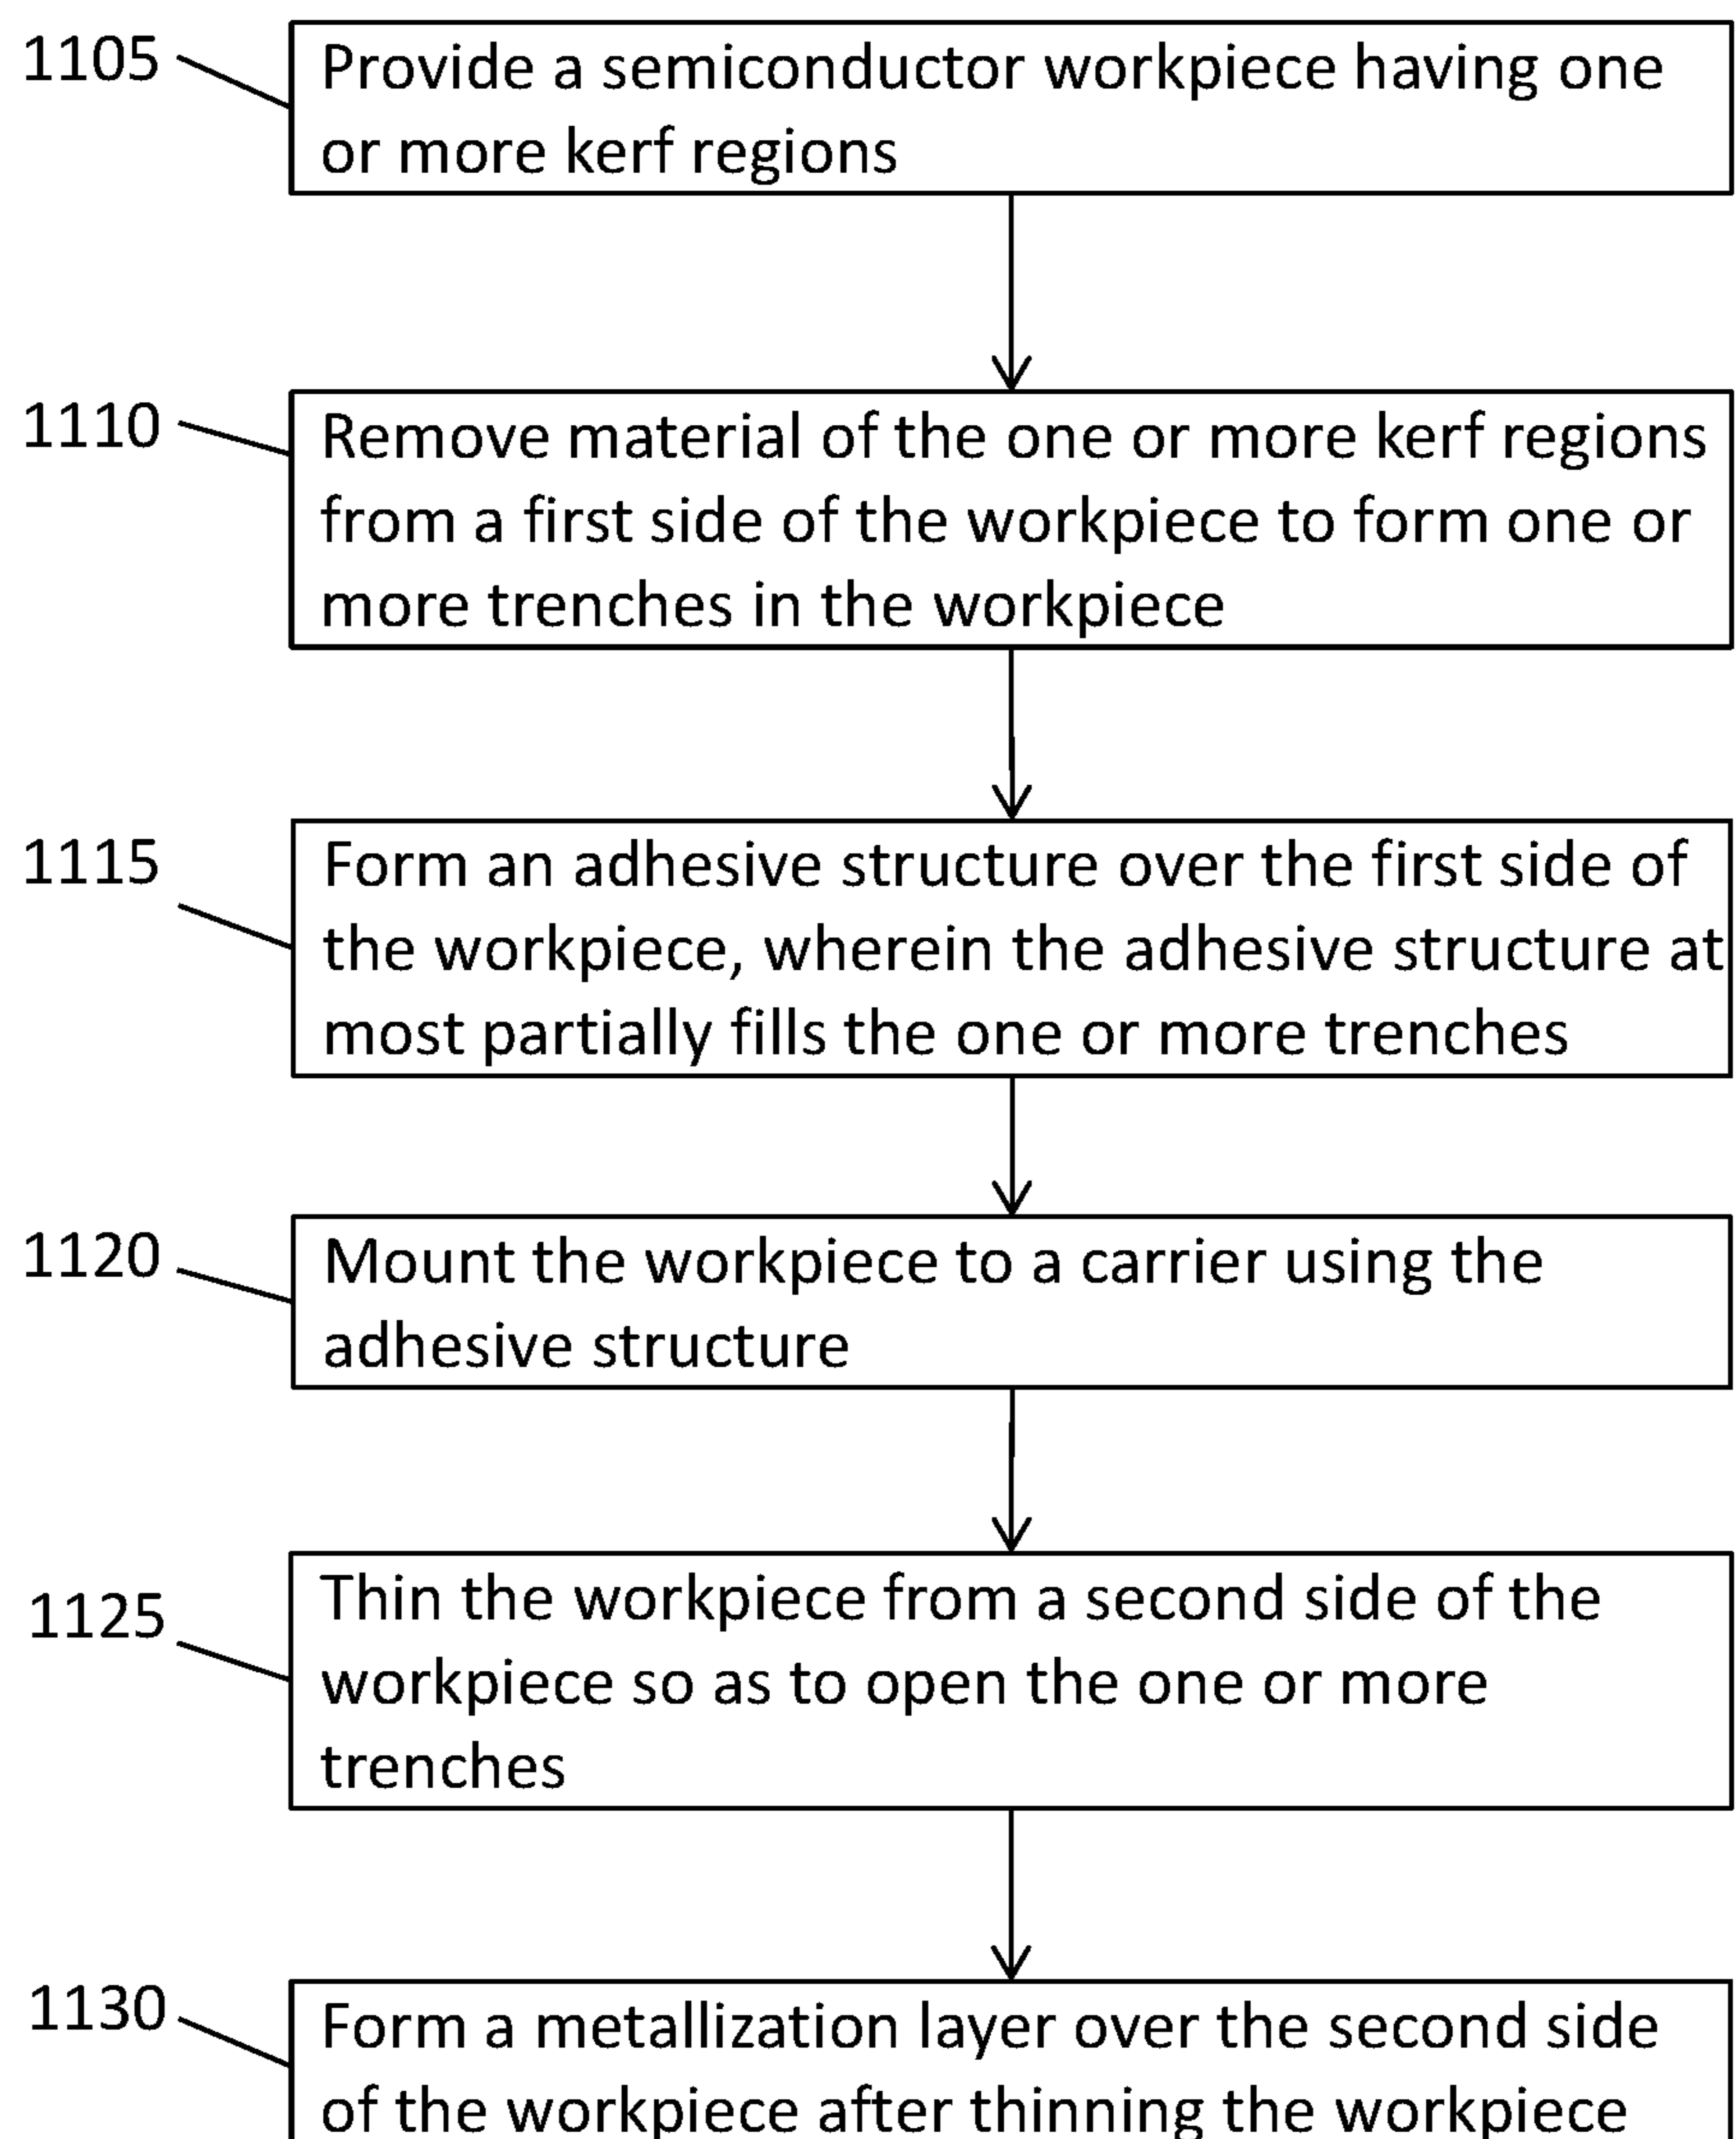 1105
Provide a semiconductor workpiece having one
or more kerf regions
1110
Remove material of the one or more kerf regions
from a first side of the workpiece to form one or
more trenches in the workpiece
1115
Form an adhesive structure over the first side of
the workpiece, wherein the adhesive structure at
most partially fills the one or more trenches
1120
Mount the workpiece to a carrier using the
adhesive structure
1125
Thin the workpiece from a second side of the
workpiece so as to open the one or more
trenches
1130
Form a metallization layer over the second side
of the workpiece after thinning the workpiece